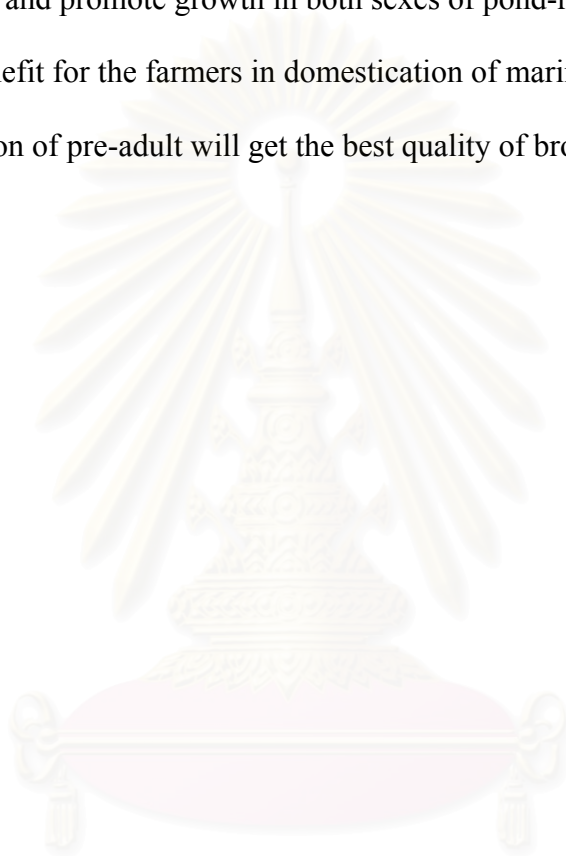 and promote growth in both sexes of pond-
efit for the farmers in domestication of mari
on of pre-adult will get the best quality of bro